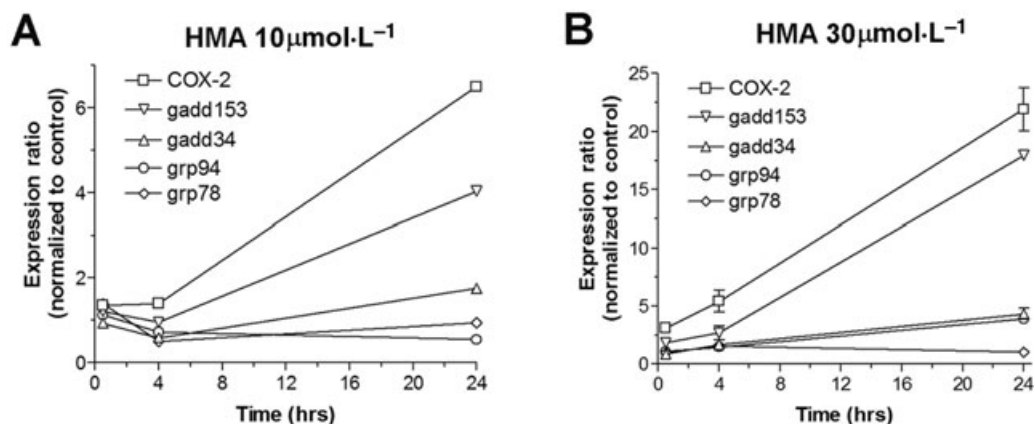 A
HMA 10μmol·L⁻¹
COX-2
gadd153
gadd34
grp94
grp78
Expression ratio
(normalized to control)
6
4
2
0
0 4 8 12 16 20 24
Time (hrs)
B
HMA 30μmol·L⁻¹
COX-2
gadd153
gadd34
grp94
grp78
Expression ratio
(normalized to control)
25
20
15
10
5
0
0 4 8 12 16 20 24
Time (hrs)